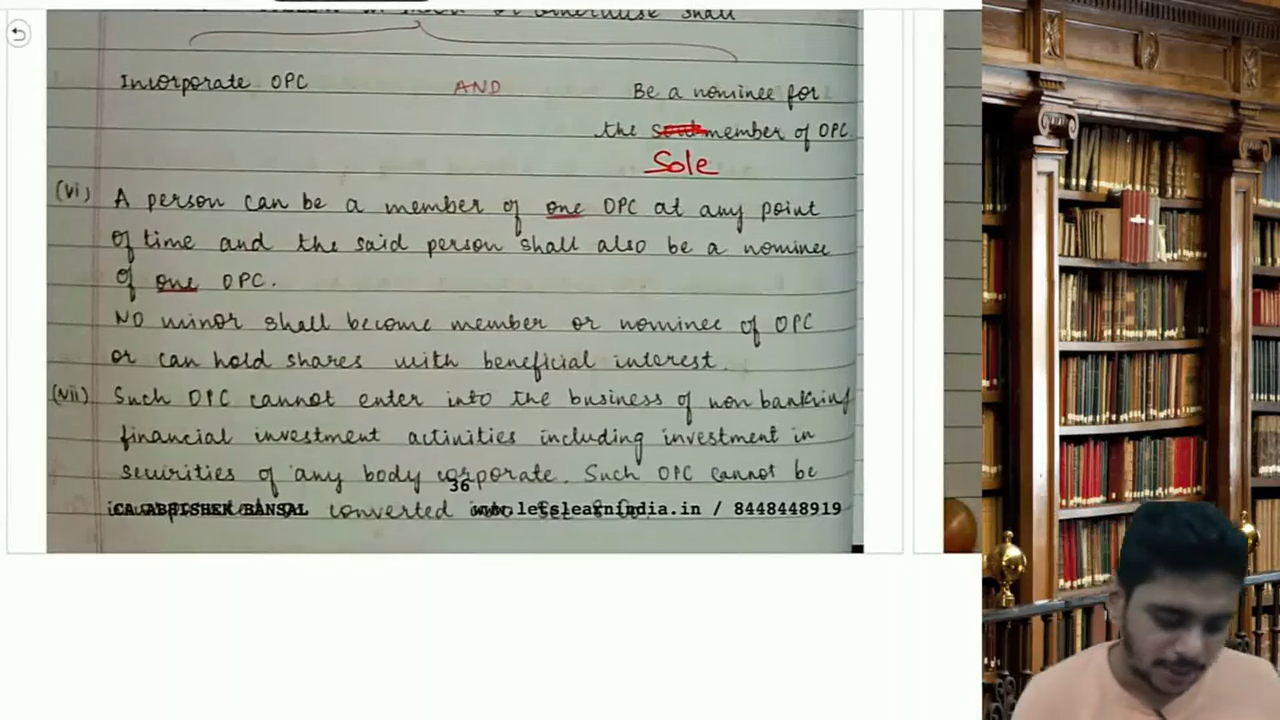 otherwise shall
Incorporate OPC AND Be a nominee for
the member of OPC
Sole
(vi) A person can be a member of one OPC at any point
of time and the said person shall also be a nominee
of one OPC.
NO minor shall become member or nominee of OPC
or can hold shares with beneficial interest.
(vii) Such OPC cannot enter into the business of non banking
financial investment activities including investment in
securities of any body corporate. Such OPC cannot be
36
converted
CA ABHISHEK BANSAL www.letslearnindia.in / 8448448919